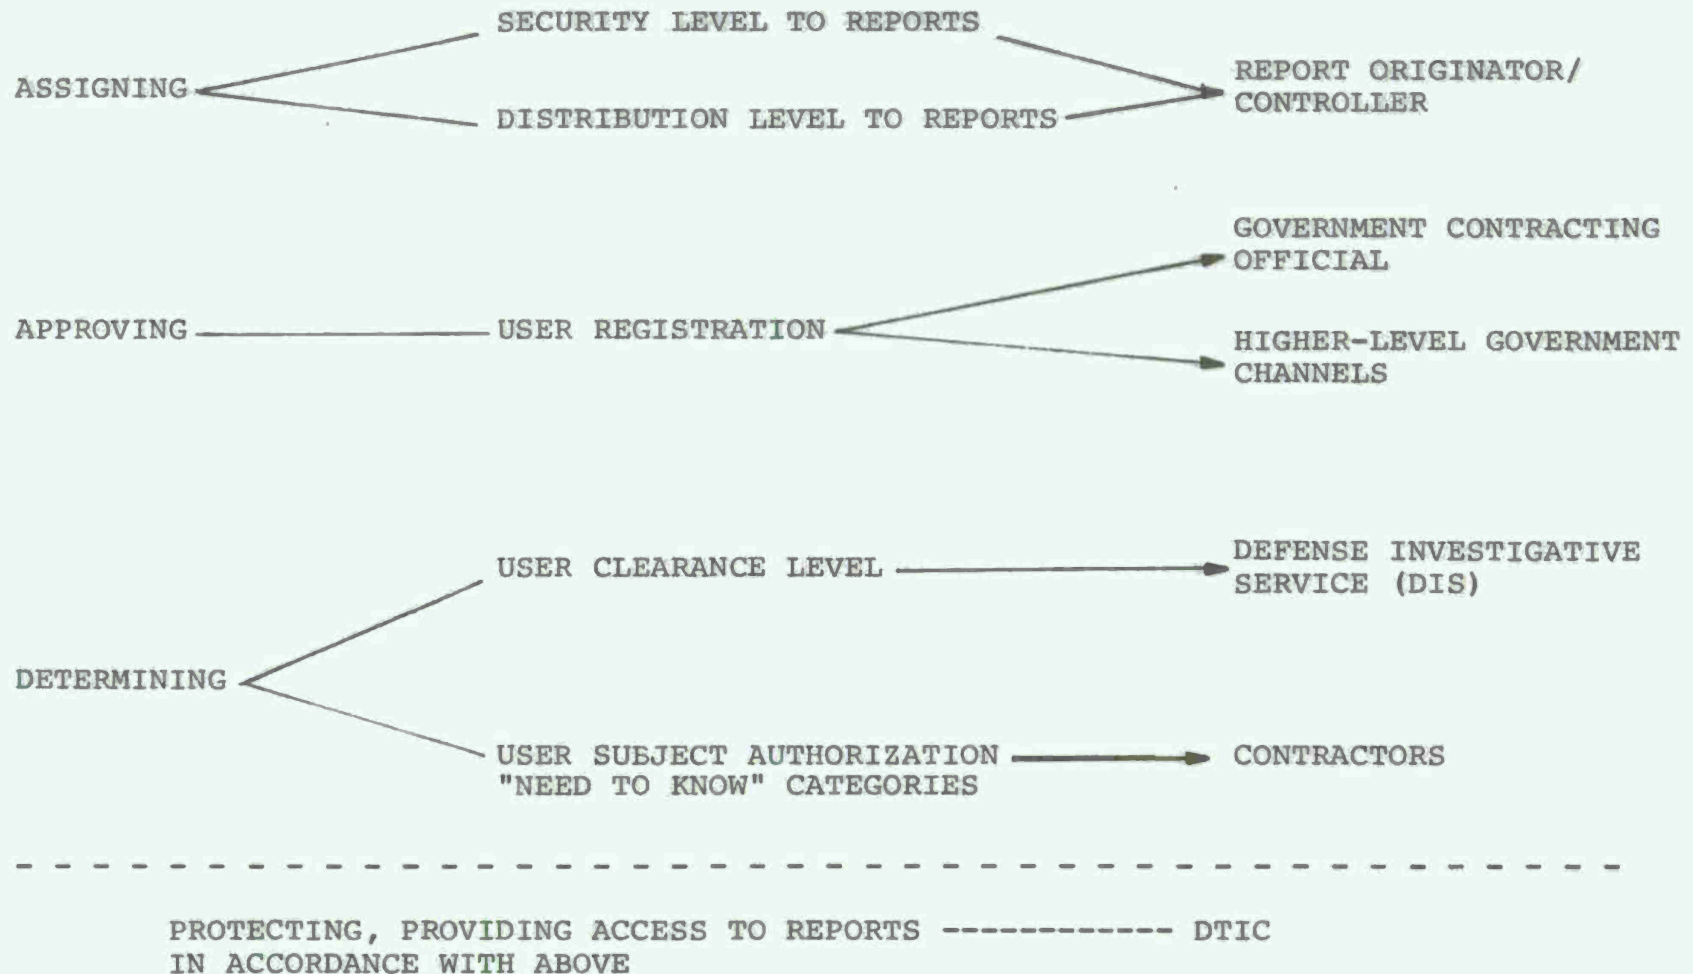 SECURITY LEVEL TO REPORTS
ASSIGNING
REPORT ORIGINATOR/
CONTROLLER
DISTRIBUTION LEVEL TO REPORTS
GOVERNMENT CONTRACTING
OFFICIAL
APPROVING
USER REGISTRATION
HIGHER-LEVEL GOVERNMENT
CHANNELS
USER CLEARANCE LEVEL
DEFENSE INVESTIGATIVE
SERVICE (DIS)
DETERMINING
USER SUBJECT AUTHORIZATION
"NEED TO KNOW" CATEGORIES
CONTRACTORS
PROTECTING, PROVIDING ACCESS TO REPORTS ------------ DTIC
IN ACCORDANCE WITH ABOVE